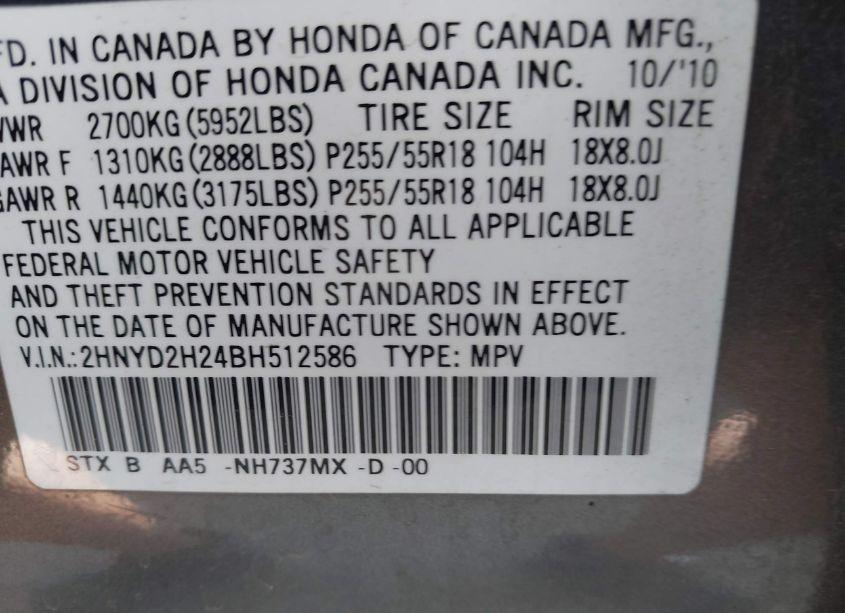 FD. IN CANADA BY HONDA OF CANADA MFG.,
A DIVISION OF HONDA CANADA INC. 10/'10
VWR 2700KG(5952LBS) TIRE SIZE RIM SIZE
AWR F 1310KG(2888LBS) P255/55R18 104H 18X8.0J
GAWR R 1440KG(3175LBS) P255/55R18 104H 18X8.0J
THIS VEHICLE CONFORMS TO ALL APPLICABLE
FEDERAL MOTOR VEHICLE SAFETY
AND THEFT PREVENTION STANDARDS IN EFFECT
ON THE DATE OF MANUFACTURE SHOWN ABOVE.
V.I.N.:2HNYD2H24BH512586 TYPE: MPV
STX B AA5 -NH737MX -D -00